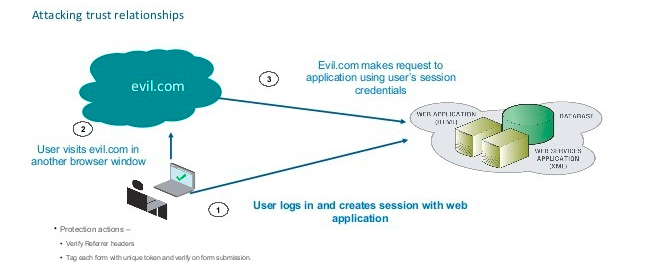 Attacking trust relationships
evil.com
3
Evil.com makes request to
application using user's session
credentials
WEB APPLICATION
(HTML)
DATABASE
WEB SERVICES
APPLICATION
(XML)
2
User visits evil.com in
another browser window
1
User logs in and creates session with web
application
• Protection actions –
• Verify Referrer headers
• Tag each form with unique token and verify on form submission.